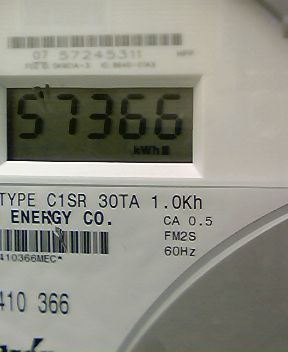 07 57245311
57366
kWh
TYPE C1SR 30TA 1.0Kh
ENERGY CO.
CA 0.5
FM2S
60Hz
410366MEC*
410 366